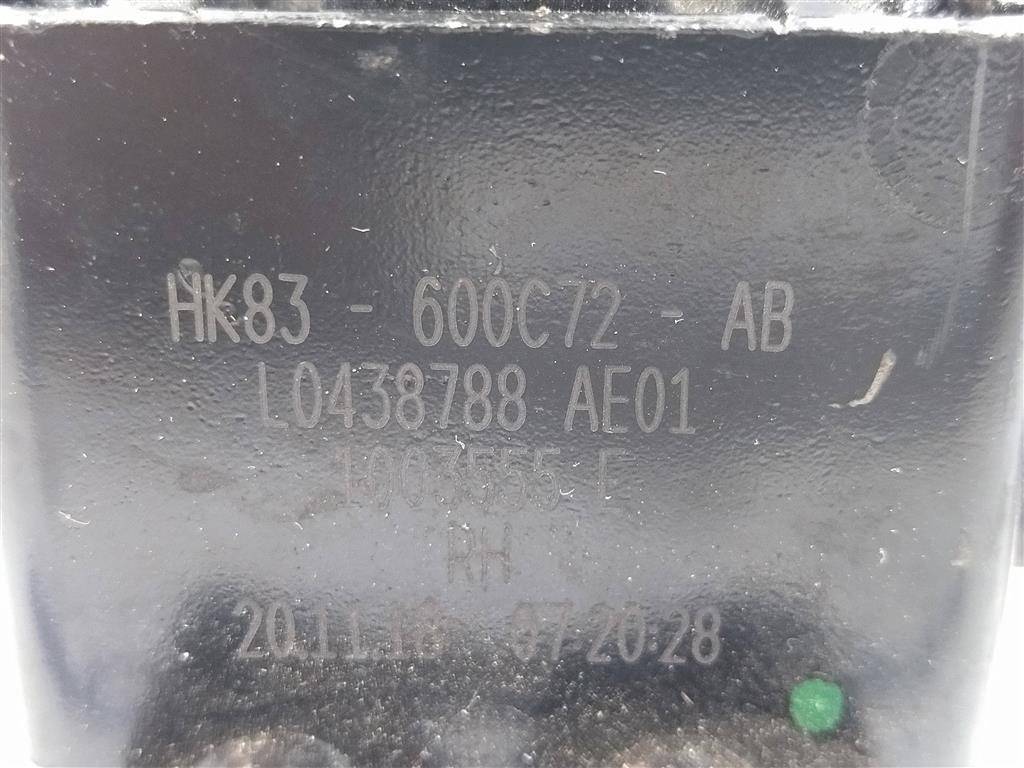 HK83 - 600C72 - AB
L0438788 AE01
1003555 E
RH
20.11.18 07:20:28